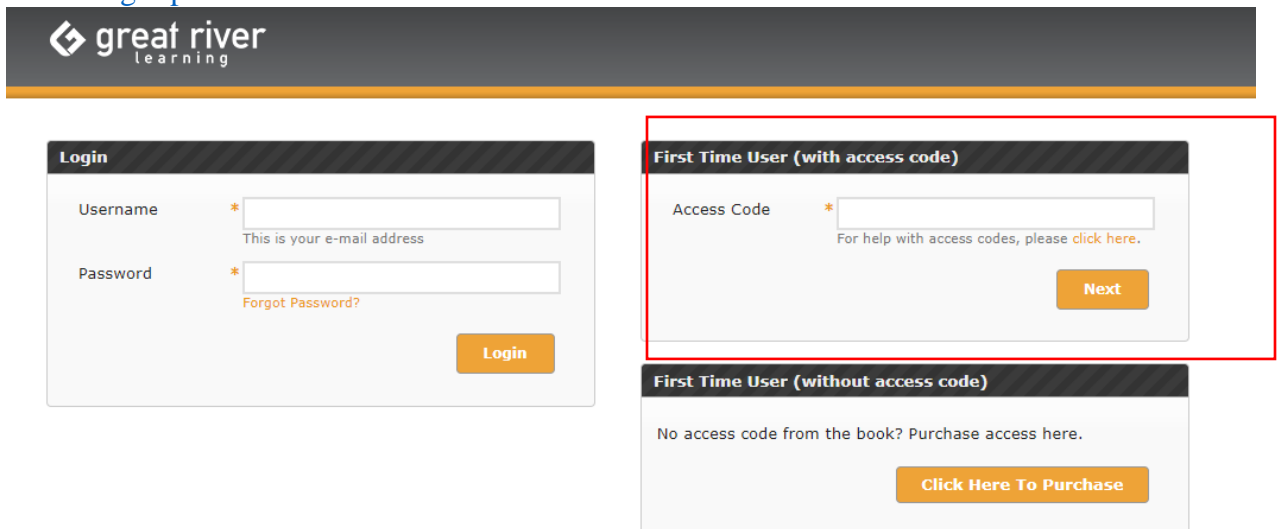 great river
learning
Login
Username *
This is your e-mail address
Password *
Forgot Password?
Login
First Time User (with access code)
Access Code *
For help with access codes, please click here.
Next
First Time User (without access code)
No access code from the book? Purchase access here.
Click Here To Purchase